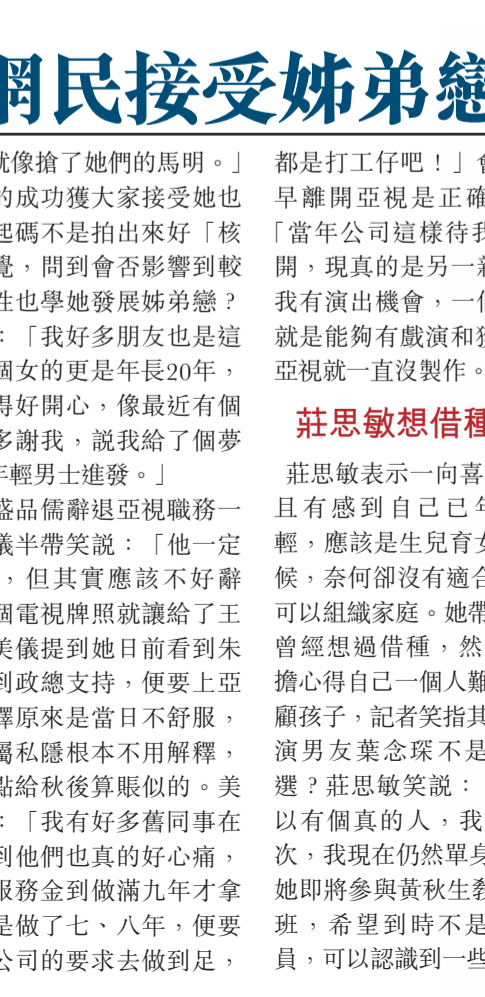 網民接受姊弟戀
就像搶了她們的馬明。」
的成功獲大家接受她也
起碼不是拍出來好「核
覺，問到會否影響到較
性也學她發展姊弟戀？
：「我好多朋友也是這
個女的更是年長20年，
得好開心，像最近有個
多謝我，說我給了個夢
年輕男士進發。」
盛品儒辭退亞視職務一
儀半帶笑說：「他一定
，但其實應該不好辭
個電視牌照就讓給了王
美儀提到她日前看到朱
到政總支持，便要上亞
釋原來是當日不舒服，
屬私隱根本不用解釋，
點給秋後算賬似的。美
：「我有好多舊同事在
到他們也真的好心痛，
服務金到做滿九年才拿
是做了七、八年，便要
公司的要求去做到足，
都是打工仔吧！」會
早離開亞視是正確
「當年公司這樣待我
開，現真的是另一新
我有演出機會，一個
就是能夠有戲演和獲
亞視就一直沒製作。
莊思敏想借種
莊思敏表示一向喜
且有感到自己已年
輕，應該是生兒育女
候，奈何卻沒有適合
可以組織家庭。她帶
曾經想過借種，然
擔心得自己一個人難
顧孩子，記者笑指其
演男友葉念琛不是
選？莊思敏笑說：
以有個真的人，我
次，我現在仍然單身
她即將參與黃秋生教
班，希望到時不是
員，可以認識到一些